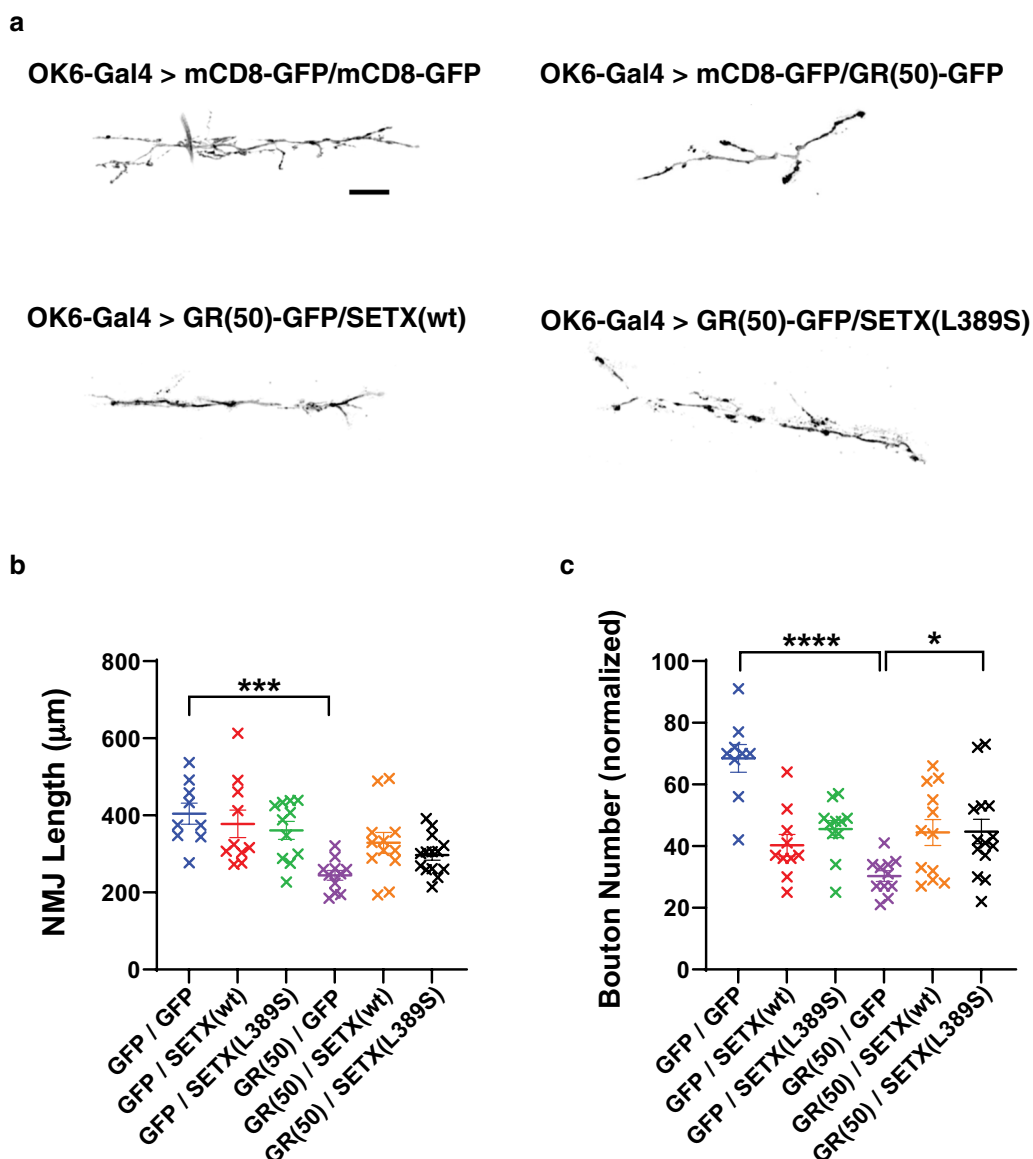 a
OK6-Gal4 > mCD8-GFP/mCD8-GFP
OK6-Gal4 > mCD8-GFP/GR(50)-GFP
OK6-Gal4 > GR(50)-GFP/SETX(wt)
OK6-Gal4 > GR(50)-GFP/SETX(L389S)
b
NMJ Length (μm)
800
600
400
200
0
***
GFP / GFP
GFP / SETX(wt)
GFP / SETX(L389S)
GR(50) / GFP
GR(50) / SETX(wt)
GR(50) / SETX(L389S)
c
Bouton Number (normalized)
100
80
60
40
20
0
****
*
GFP / GFP
GFP / SETX(wt)
GFP / SETX(L389S)
GR(50) / GFP
GR(50) / SETX(wt)
GR(50) / SETX(L389S)